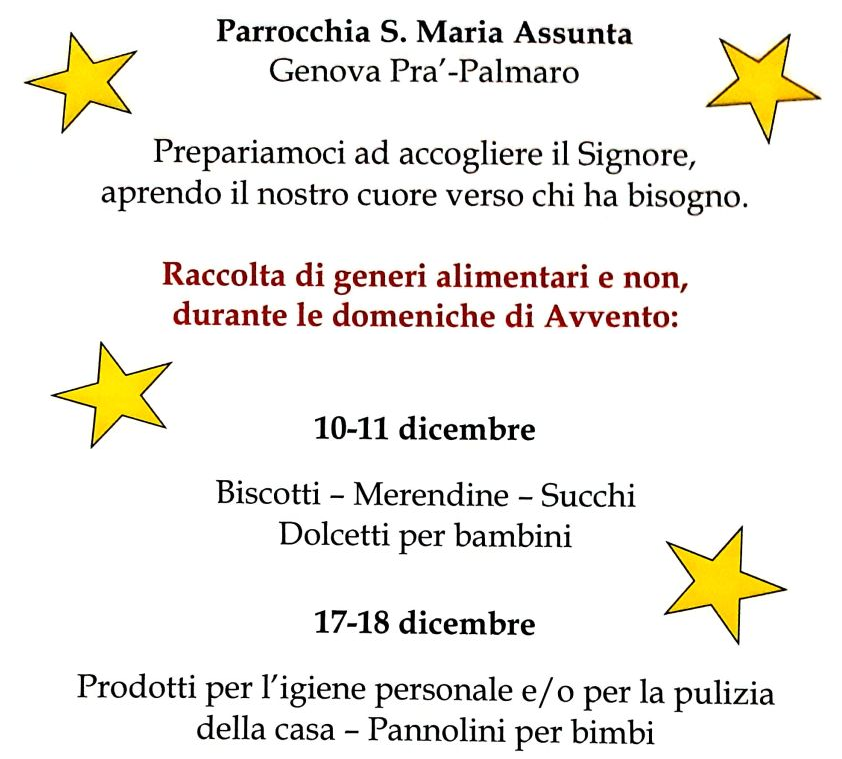 Parrocchia S. Maria Assunta
Genova Pra’-Palmaro
Prepariamoci ad accogliere il Signore,
aprendo il nostro cuore verso chi ha bisogno.
Raccolta di generi alimentari e non,
durante le domeniche di Avvento:
10-11 dicembre
Biscotti – Merendine – Succhi
Dolcetti per bambini
17-18 dicembre
Prodotti per l’igiene personale e/o per la pulizia
della casa – Pannolini per bimbi